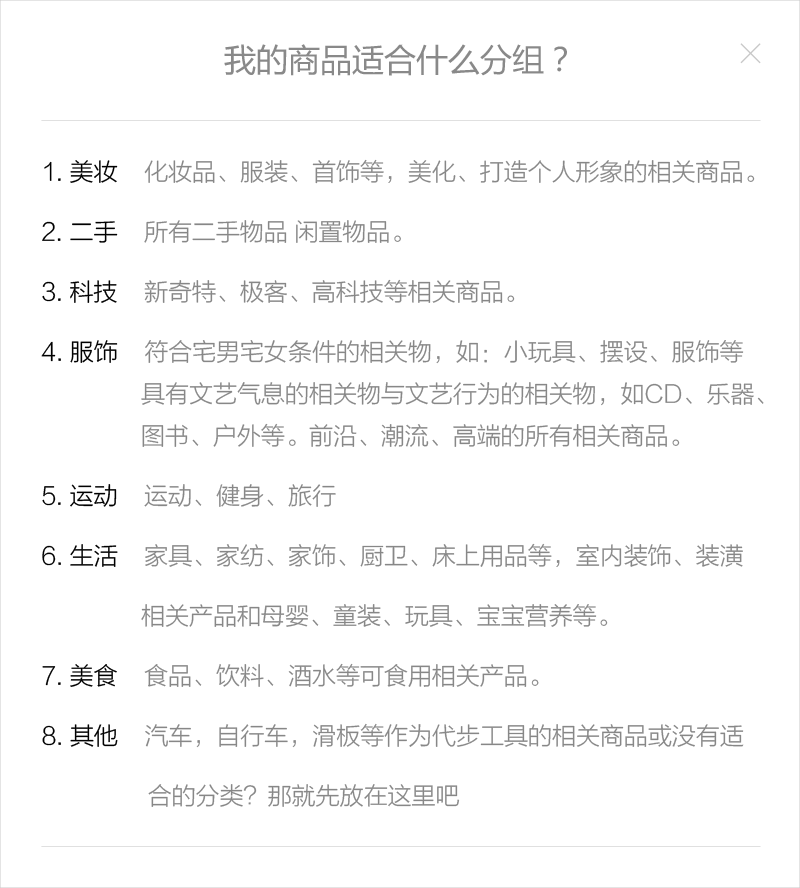 我的商品适合什么分组？
1. 美妆 化妆品、服装、首饰等，美化、打造个人形象的相关商品。
2. 二手 所有二手物品 闲置物品。
3. 科技 新奇特、极客、高科技等相关商品。
4. 服饰 符合宅男宅女条件的相关物，如：小玩具、摆设、服饰等
具有文艺气息的相关物与文艺行为的相关物，如CD、乐器、
图书、户外等。前沿、潮流、高端的所有相关商品。
5. 运动 运动、健身、旅行
6. 生活 家具、家纺、家饰、厨卫、床上用品等，室内装饰、装潢
相关产品和母婴、童装、玩具、宝宝营养等。
7. 美食 食品、饮料、酒水等可食用相关产品。
8. 其他 汽车，自行车，滑板等作为代步工具的相关商品或没有适
合的分类？那就先放在这里吧